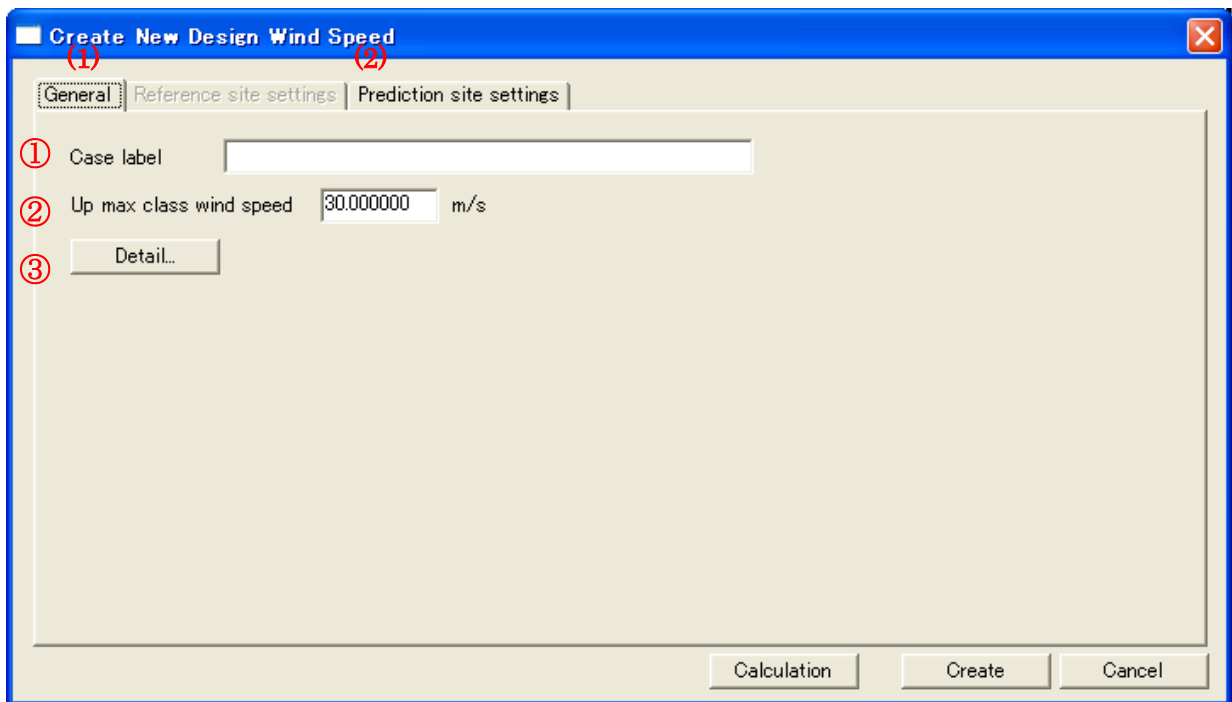 Create New Design Wind Speed
(1) (2)
General Reference site settings Prediction site settings
① Case label
② Up max class wind speed 30.000000 m/s
③ Detail...
Calculation Create Cancel